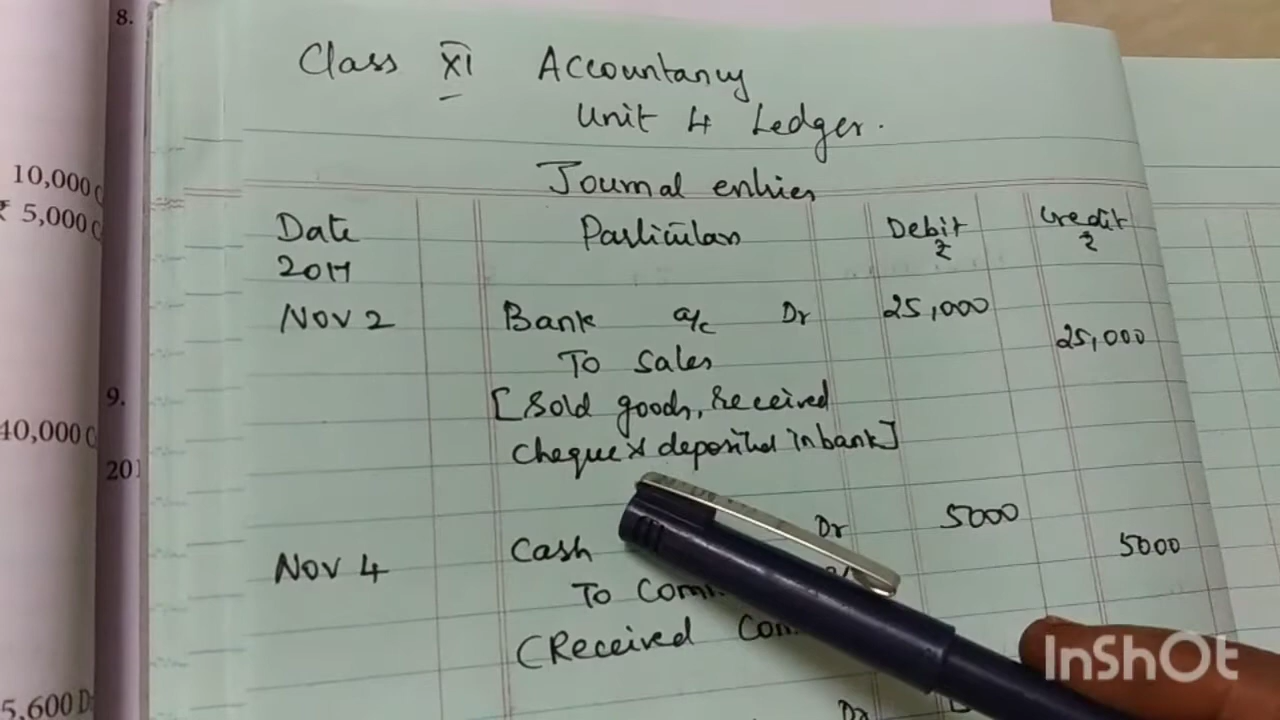 8.
10,000
₹ 5,000
9.
40,000
201
5,600 D
Class XI Accountancy
Unit 4 Ledger.
Journal entries
Date Particulars Debit ₹ Credit ₹
2017
Nov 2 Bank a/c Dr 25,000
To Sales 25,000
[Sold goods, received
cheque & deposited in bank]
Nov 4 Cash Dr 5000
To 5000
(Received
Dr
InShOt